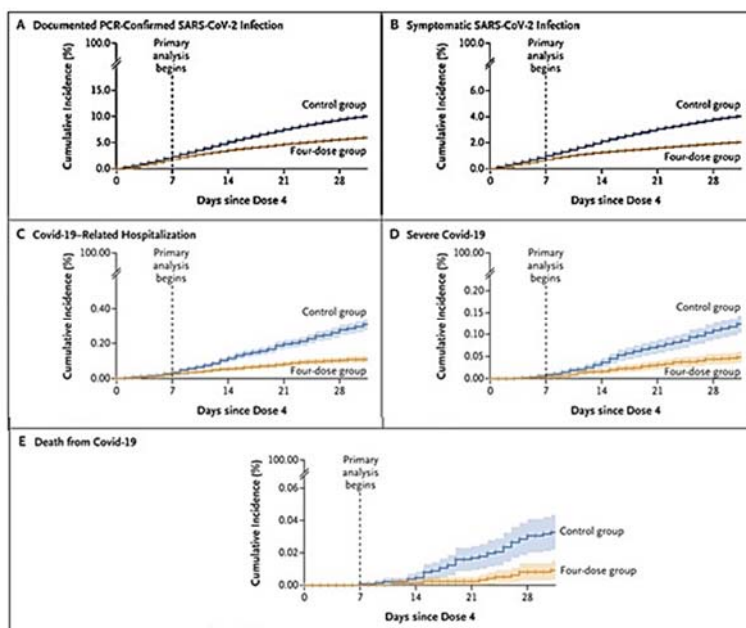 A Documented PCR-Confirmed SARS-CoV-2 Infection
Cumulative Incidence (%)
100.0
15.0
10.0
5.0
0.0
Primary
analysis
begins
Control group
Four-dose group
0 7 14 21 28
Days since Dose 4
B Symptomatic SARS-CoV-2 Infection
Cumulative Incidence (%)
100.0
6.0
4.0
2.0
0.0
Primary
analysis
begins
Control group
Four-dose group
0 7 14 21 28
Days since Dose 4
C Covid-19–Related Hospitalization
Cumulative Incidence (%)
100.00
0.40
0.20
0.00
Primary
analysis
begins
Control group
Four-dose group
0 7 14 21 28
Days since Dose 4
D Severe Covid-19
Cumulative Incidence (%)
100.00
0.20
0.15
0.10
0.05
0.00
Primary
analysis
begins
Control group
Four-dose group
0 7 14 21 28
Days since Dose 4
E Death from Covid-19
Cumulative Incidence (%)
100.00
0.06
0.04
0.02
0.00
Primary
analysis
begins
Control group
Four-dose group
0 7 14 21 28
Days since Dose 4